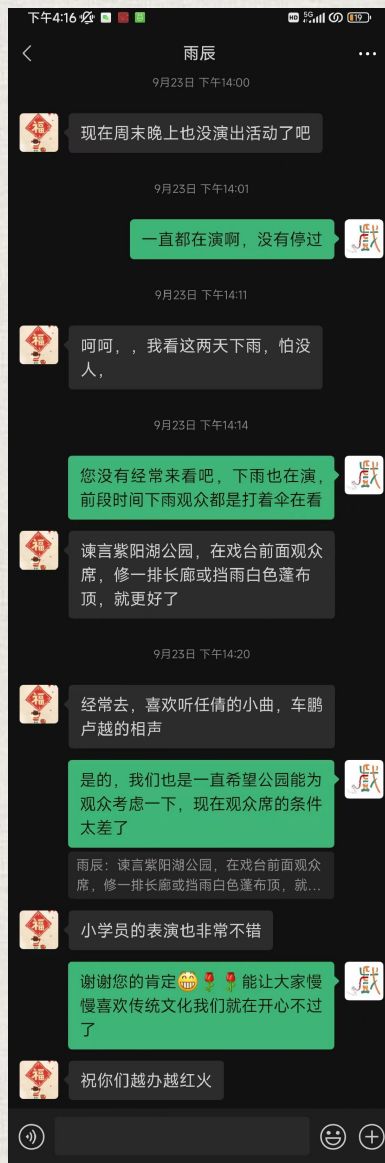 下午4:16
HD 5G 19
雨辰
9月23日 下午14:00
现在周末晚上也没演出活动了吧
9月23日 下午14:01
一直都在演啊，没有停过
9月23日 下午14:11
呵呵，，我看这两天下雨，怕没
人，
9月23日 下午14:14
您没有经常来看吧，下雨也在演，
前段时间下雨观众都是打着伞在看
谏言紫阳湖公园，在戏台前面观众
席，修一排长廊或挡雨白色蓬布
顶，就更好了
9月23日 下午14:20
经常去，喜欢听任倩的小曲，车鹏
卢越的相声
是的，我们也是一直希望公园能为
观众考虑一下，现在观众席的条件
太差了
雨辰：谏言紫阳湖公园，在戏台前面观众
席，修一排长廊或挡雨白色蓬布顶，就...
小学员的表演也非常不错
谢谢您的肯定😁🌹🌹能让大家慢
慢喜欢传统文化我们就在开心不过
了
祝你们越办越红火